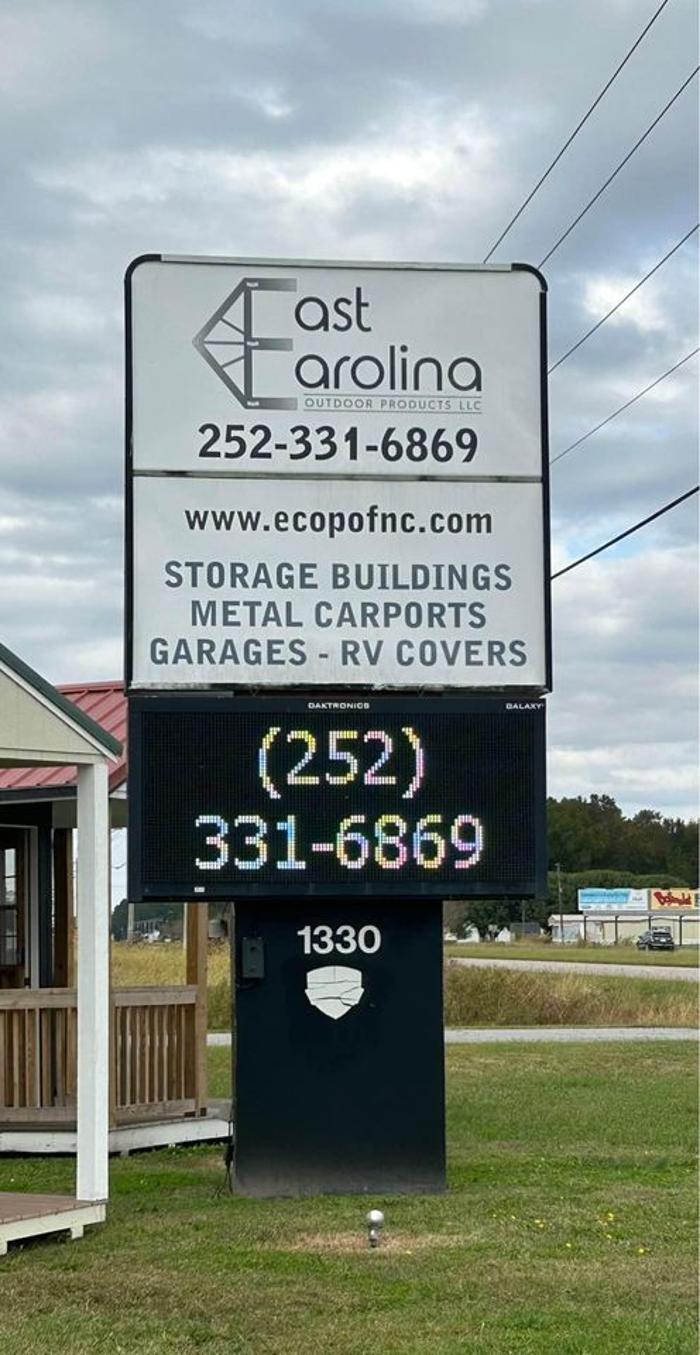 East
Carolina
OUTDOOR PRODUCTS LLC
252-331-6869
www.ecopofnc.com
STORAGE BUILDINGS
METAL CARPORTS
GARAGES - RV COVERS
DAKTRONICS GALAXY
(252)
331-6869
1330
Bojangles